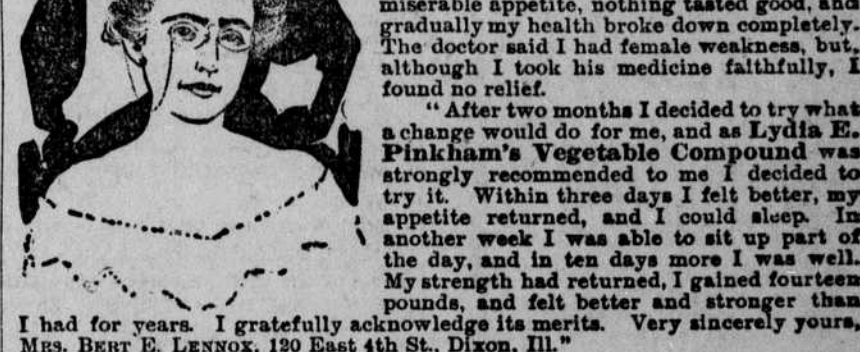 miserable appetite, nothing tasted good, and
gradually my health broke down completely.
The doctor said I had female weakness, but,
although I took his medicine faithfully, I
found no relief.
"After two months I decided to try what
a change would do for me, and as Lydia E.
Pinkham's Vegetable Compound was
strongly recommended to me I decided to
try it. Within three days I felt better, my
appetite returned, and I could sleep. In
another week I was able to sit up part of
the day, and in ten days more I was well.
My strength had returned, I gained fourteen
pounds, and felt better and stronger than
I had for years. I gratefully acknowledge its merits. Very sincerely yours,
MRS. BERT E. LENNOX, 120 East 4th St., Dixon, Ill."